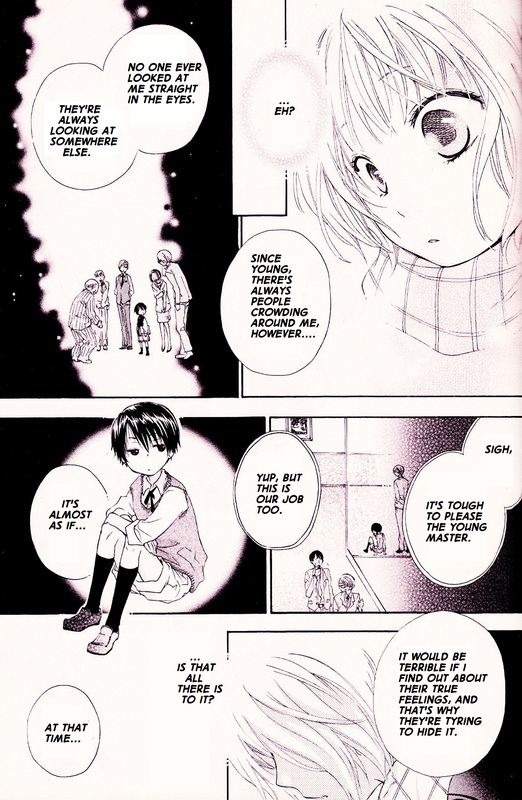 ...
EH?
SINCE
YOUNG,
THERE'S
ALWAYS
PEOPLE
CROWDING
AROUND ME,
HOWEVER....
NO ONE EVER
LOOKED AT
ME STRAIGHT
IN THE EYES.
THEY'RE
ALWAYS
LOOKING AT
SOMEWHERE
ELSE.
SIGH,
IT'S TOUGH
TO PLEASE
THE YOUNG
MASTER.
YUP, BUT
THIS IS
OUR JOB
TOO.
IT'S
ALMOST
AS IF...
IT WOULD BE
TERRIBLE IF I
FIND OUT ABOUT
THEIR TRUE
FEELINGS, AND
THAT'S WHY
THEY'RE TYRING
TO HIDE IT.
...
IS THAT
ALL
THERE IS
TO IT?
AT THAT
TIME...